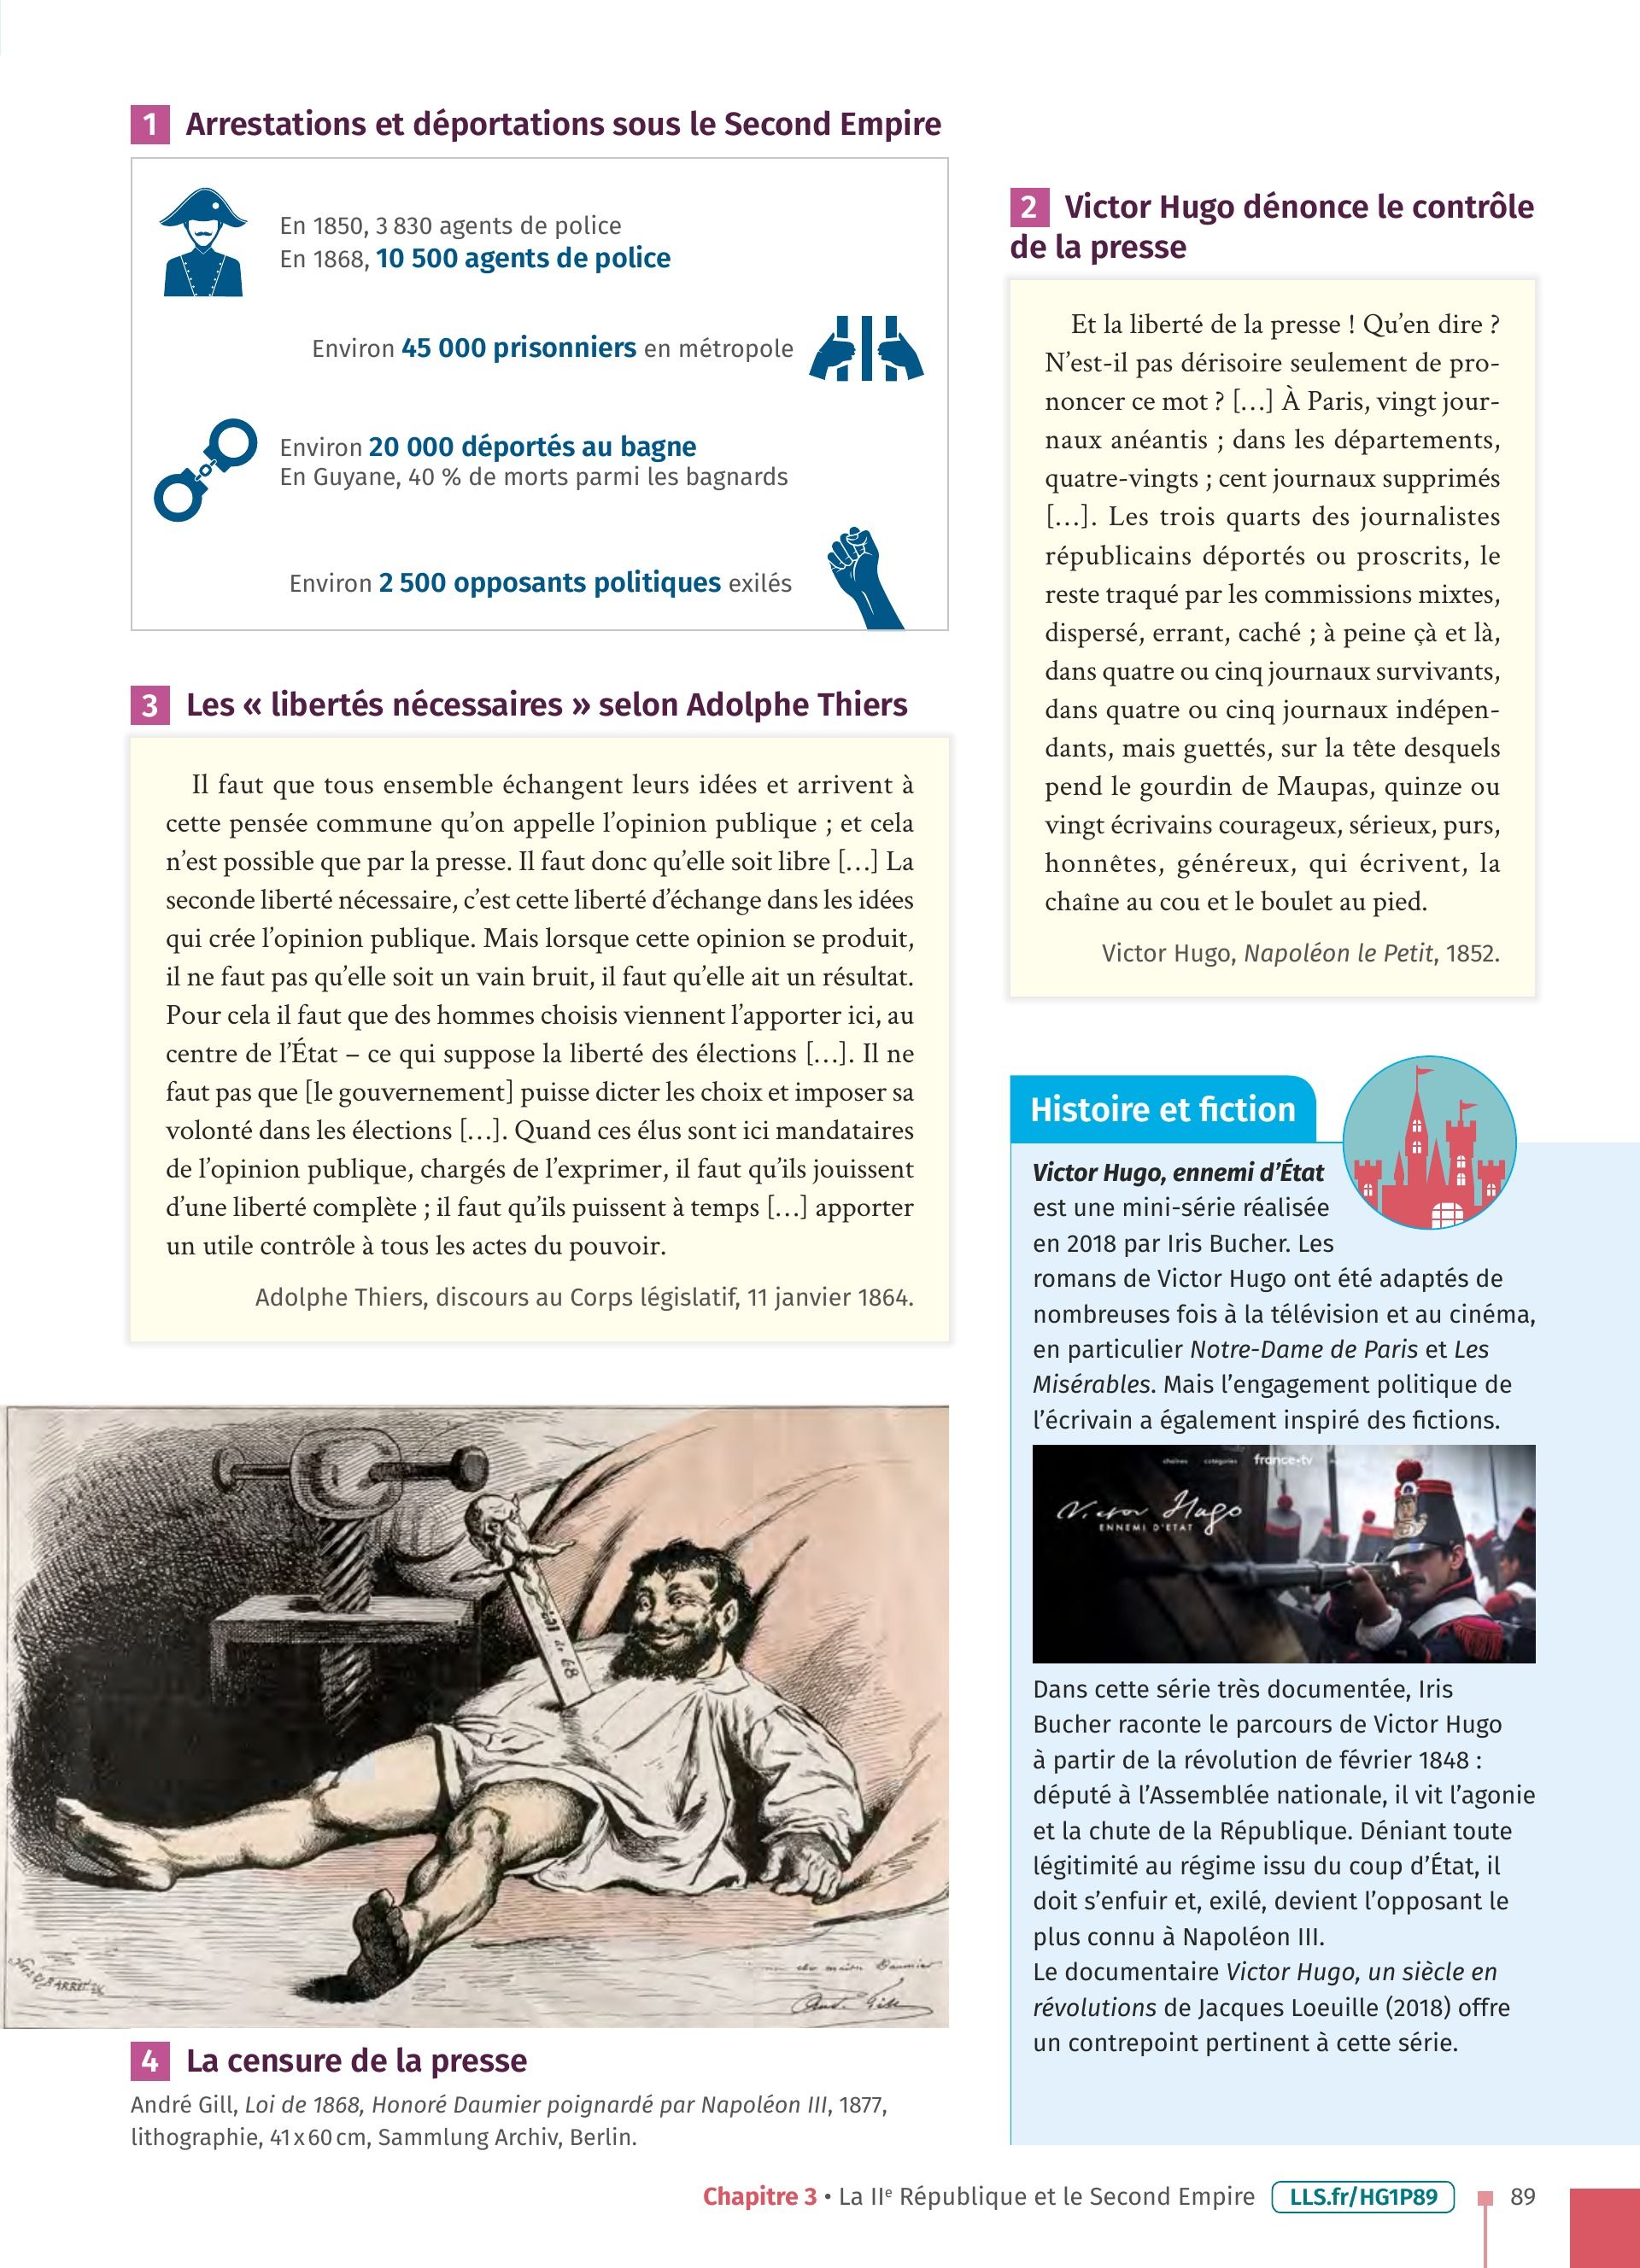 1 Arrestations et déportations sous le Second Empire
En 1850, 3 830 agents de police
En 1868, 10 500 agents de police
Environ 45 000 prisonniers en métropole
Environ 20 000 déportés au bagne
En Guyane, 40 % de morts parmi les bagnards
Environ 2 500 opposants politiques exilés
2 Victor Hugo dénonce le contrôle
de la presse
Et la liberté de la presse ! Qu’en dire ?
N’est-il pas dérisoire seulement de pro-
noncer ce mot ? […] À Paris, vingt jour-
naux anéantis ; dans les départements,
quatre-vingts ; cent journaux supprimés
[…]. Les trois quarts des journalistes
républicains déportés ou proscrits, le
reste traqué par les commissions mixtes,
dispersé, errant, caché ; à peine çà et là,
dans quatre ou cinq journaux survivants,
dans quatre ou cinq journaux indépen-
dants, mais guettés, sur la tête desquels
pend le gourdin de Maupas, quinze ou
vingt écrivains courageux, sérieux, purs,
honnêtes, généreux, qui écrivent, la
chaîne au cou et le boulet au pied.
Victor Hugo, Napoléon le Petit, 1852.
3 Les « libertés nécessaires » selon Adolphe Thiers
Il faut que tous ensemble échangent leurs idées et arrivent à
cette pensée commune qu’on appelle l’opinion publique ; et cela
n’est possible que par la presse. Il faut donc qu’elle soit libre […] La
seconde liberté nécessaire, c’est cette liberté d’échange dans les idées
qui crée l’opinion publique. Mais lorsque cette opinion se produit,
il ne faut pas qu’elle soit un vain bruit, il faut qu’elle ait un résultat.
Pour cela il faut que des hommes choisis viennent l’apporter ici, au
centre de l’État – ce qui suppose la liberté des élections […]. Il ne
faut pas que [le gouvernement] puisse dicter les choix et imposer sa
volonté dans les élections […]. Quand ces élus sont ici mandataires
de l’opinion publique, chargés de l’exprimer, il faut qu’ils jouissent
d’une liberté complète ; il faut qu’ils puissent à temps […] apporter
un utile contrôle à tous les actes du pouvoir.
Adolphe Thiers, discours au Corps législatif, 11 janvier 1864.
de 68
Daumier
And. Gill
4 La censure de la presse
André Gill, Loi de 1868, Honoré Daumier poignardé par Napoléon III, 1877,
lithographie, 41 x 60 cm, Sammlung Archiv, Berlin.
Histoire et fiction
Victor Hugo, ennemi d’État
est une mini-série réalisée
en 2018 par Iris Bucher. Les
romans de Victor Hugo ont été adaptés de
nombreuses fois à la télévision et au cinéma,
en particulier Notre-Dame de Paris et Les
Misérables. Mais l’engagement politique de
l’écrivain a également inspiré des fictions.
chaînes catégories france•tv
Victor Hugo
ENNEMI D'ETAT
Dans cette série très documentée, Iris
Bucher raconte le parcours de Victor Hugo
à partir de la révolution de février 1848 :
député à l’Assemblée nationale, il vit l’agonie
et la chute de la République. Déniant toute
légitimité au régime issu du coup d’État, il
doit s’enfuir et, exilé, devient l’opposant le
plus connu à Napoléon III.
Le documentaire Victor Hugo, un siècle en
révolutions de Jacques Loeuille (2018) offre
un contrepoint pertinent à cette série.
Chapitre 3 • La IIe République et le Second Empire LLS.fr/HG1P89 89